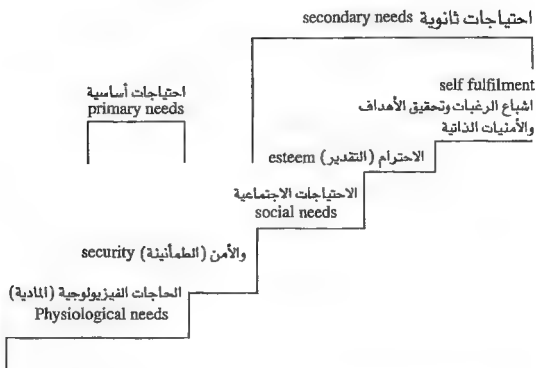 احتياجات ثانوية secondary needs
احتياجات أساسية
primary needs
self fulfilment
اشباع الرغبات وتحقيق الأهداف
والأمنيات الذاتية
الاحترام (التقدير) esteem
الاحتياجات الاجتماعية
social needs
والأمن (الطمأنينة) security
الحاجات الفيزيولوجية (المادية)
Physiological needs